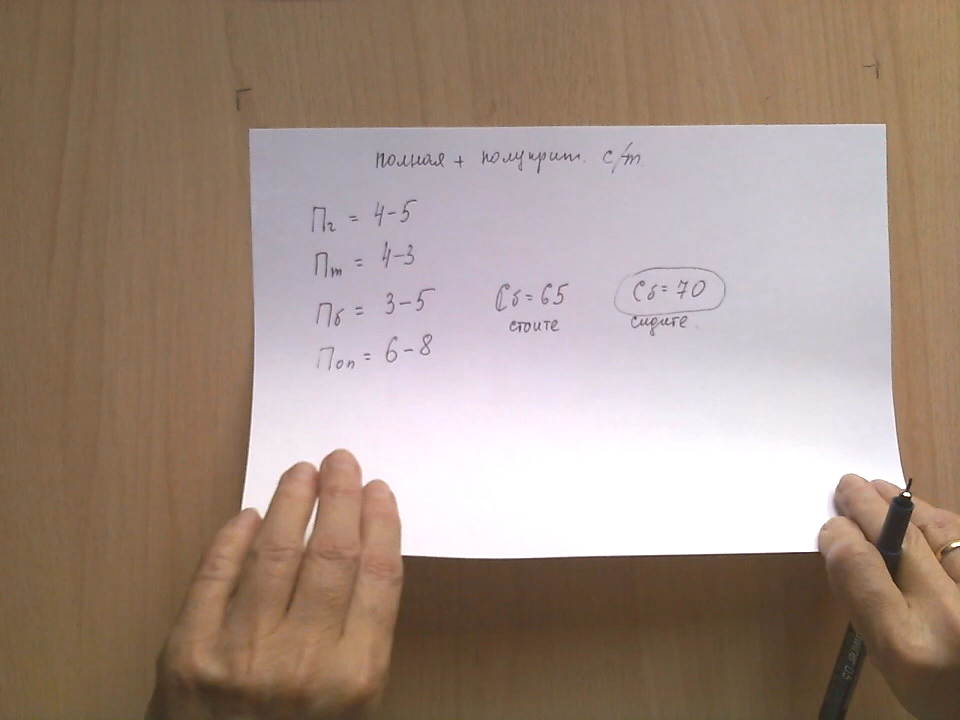 полная + полуприт. с/т
Пг = 4-5
Пт = 4-3
Пб = 3-5
Поп = 6-8
Сб = 65
стоите
Сб = 70
сидите.